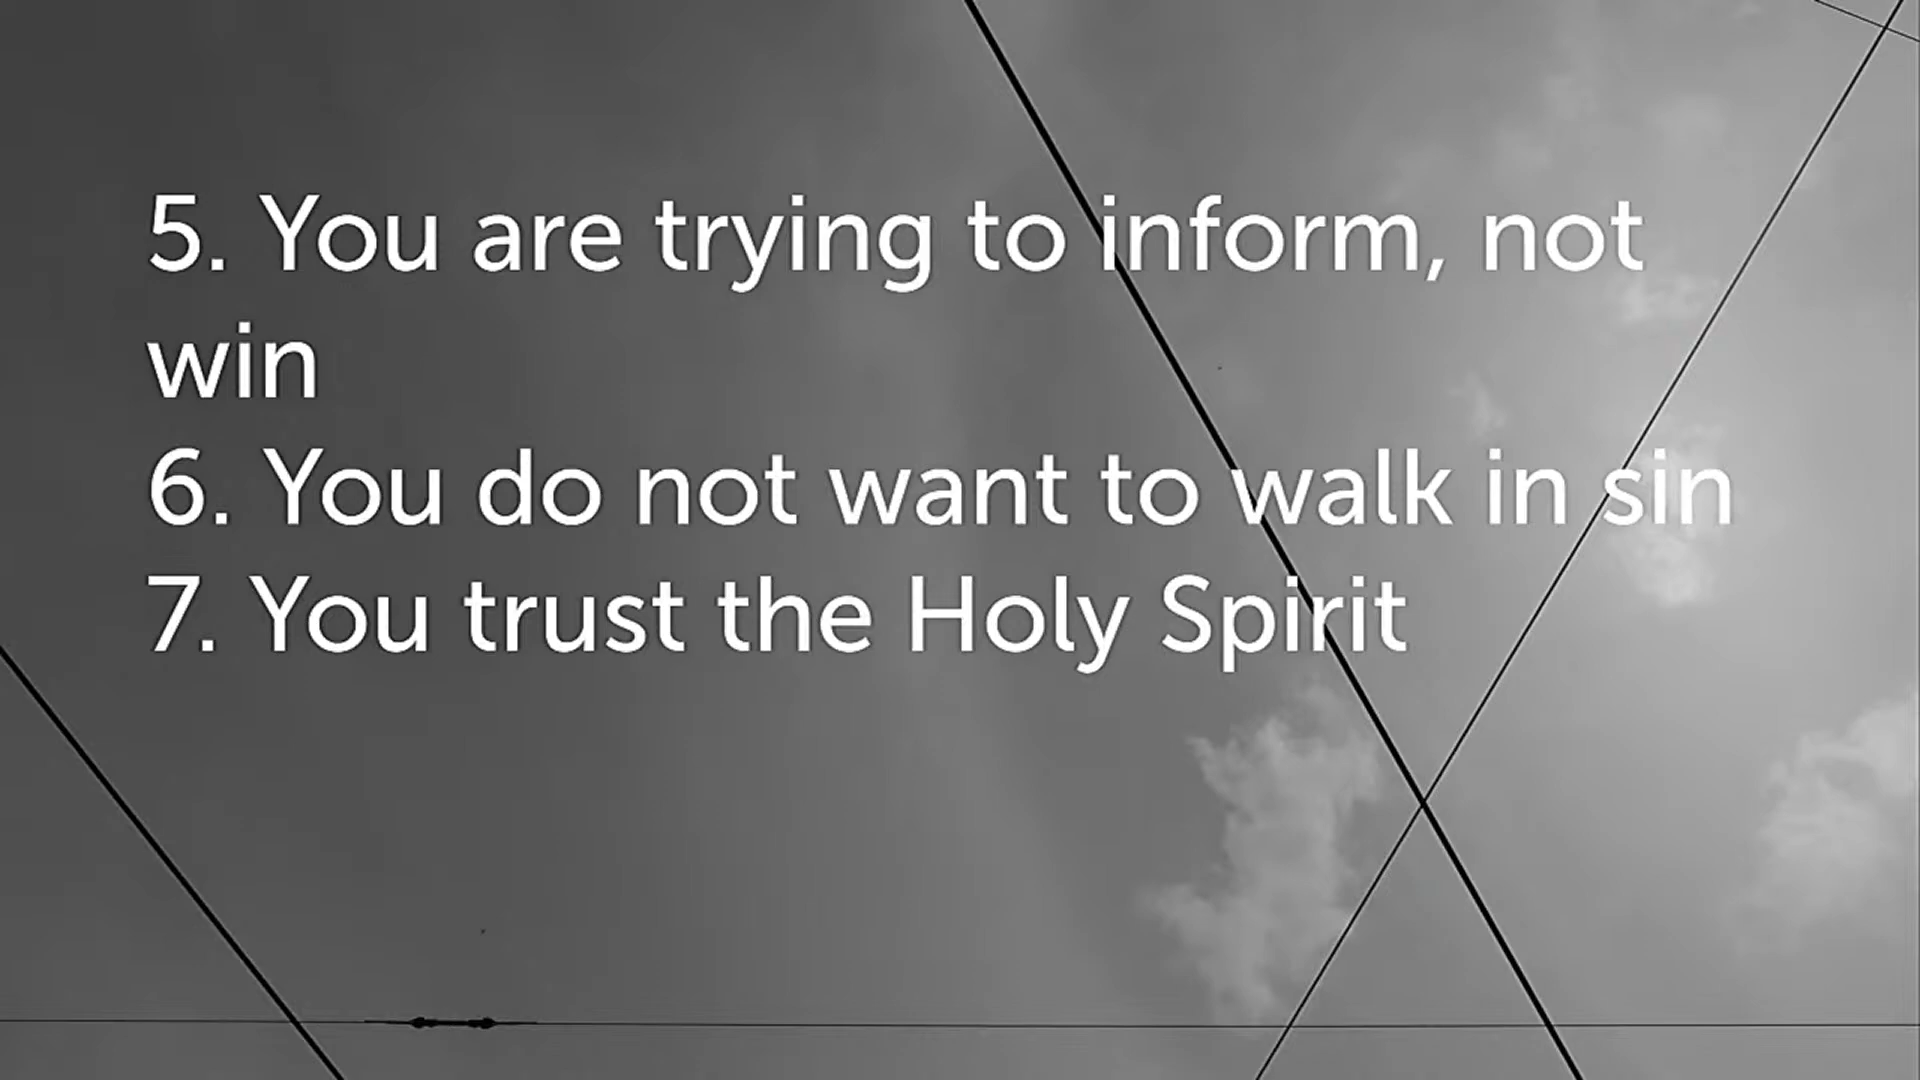 5. You are trying to inform, not
win
6. You do not want to walk in sin
7. You trust the Holy Spirit